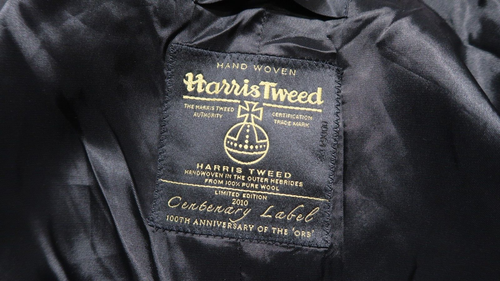 HAND WOVEN
Harris Tweed
THE HARRIS TWEED AUTHORITY
CERTIFICATION TRADE MARK
HARRIS TWEED
HANDWOVEN IN THE OUTER HEBRIDES
FROM 100% PURE WOOL
LIMITED EDITION
2010
Centenary Label
100TH ANNIVERSARY OF THE 'ORB'